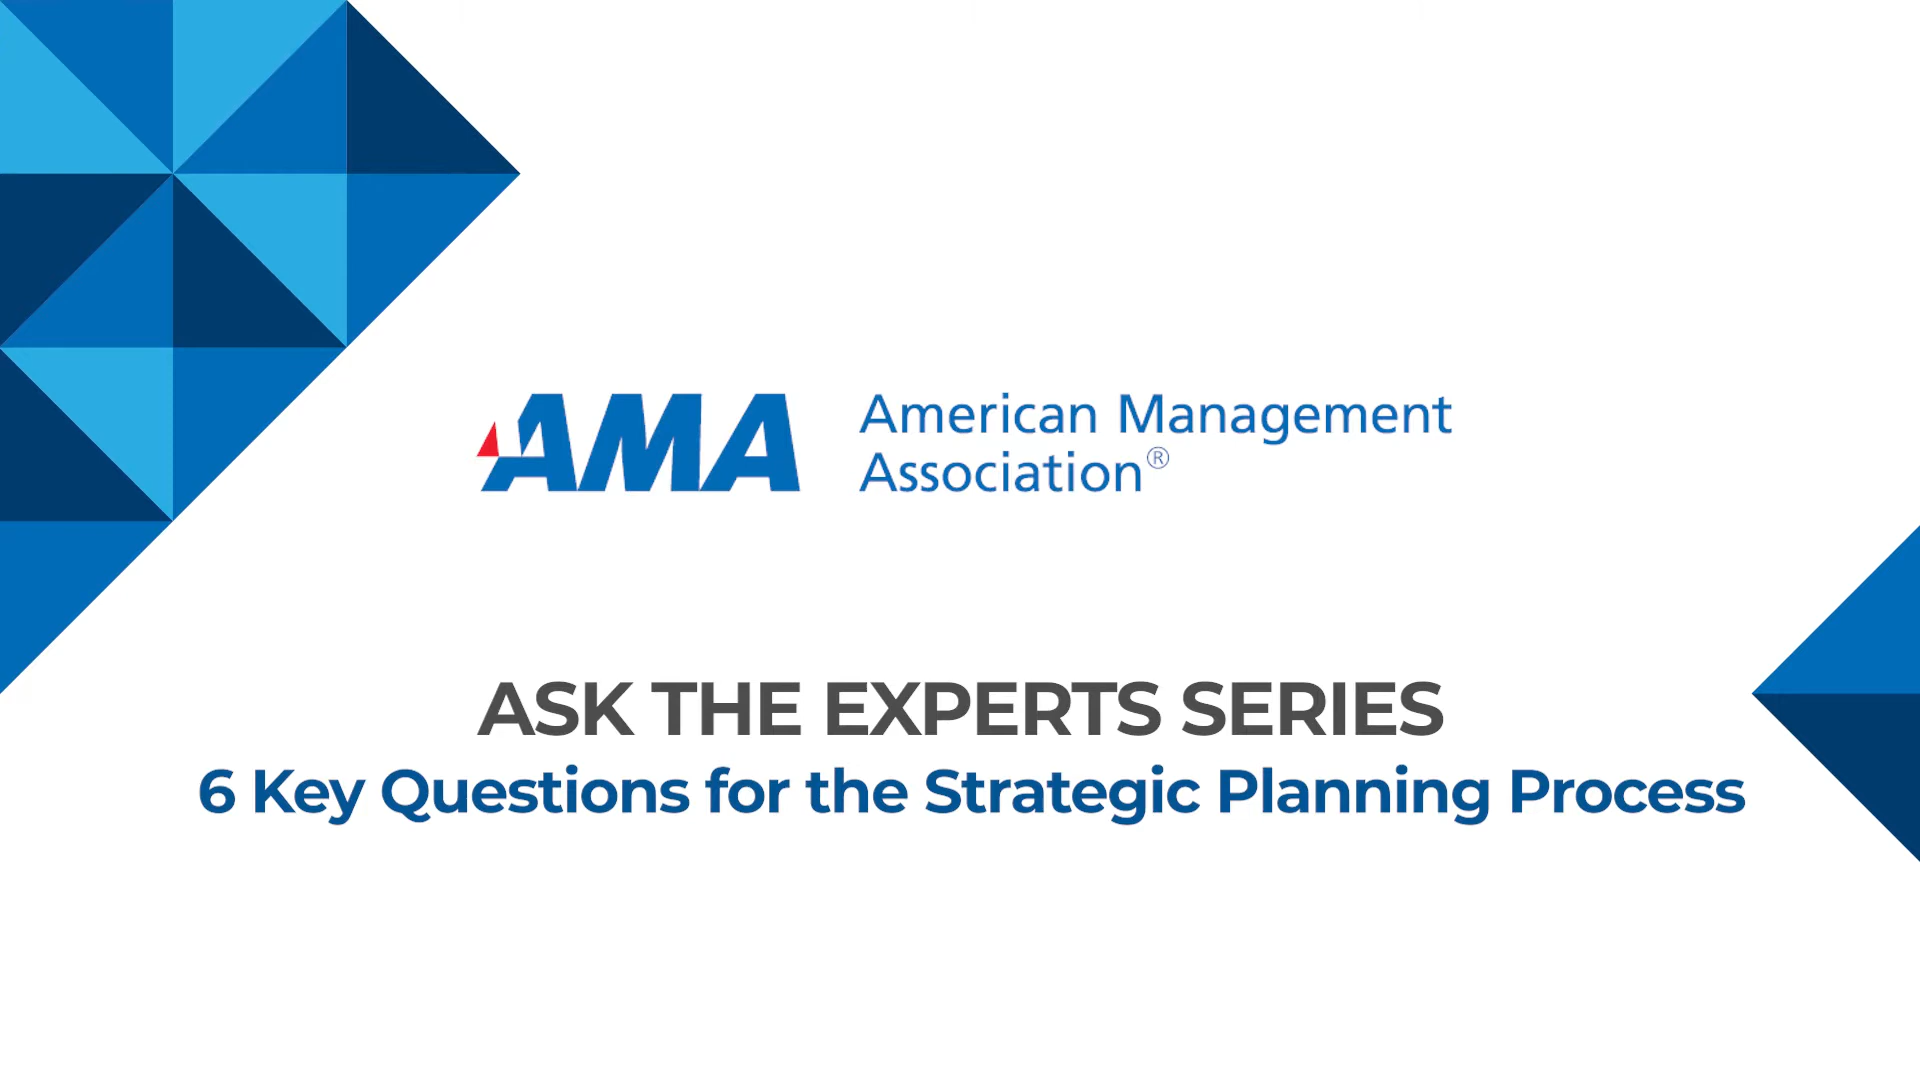 AMA
American Management
Association®
ASK THE EXPERTS SERIES
6 Key Questions for the Strategic Planning Process